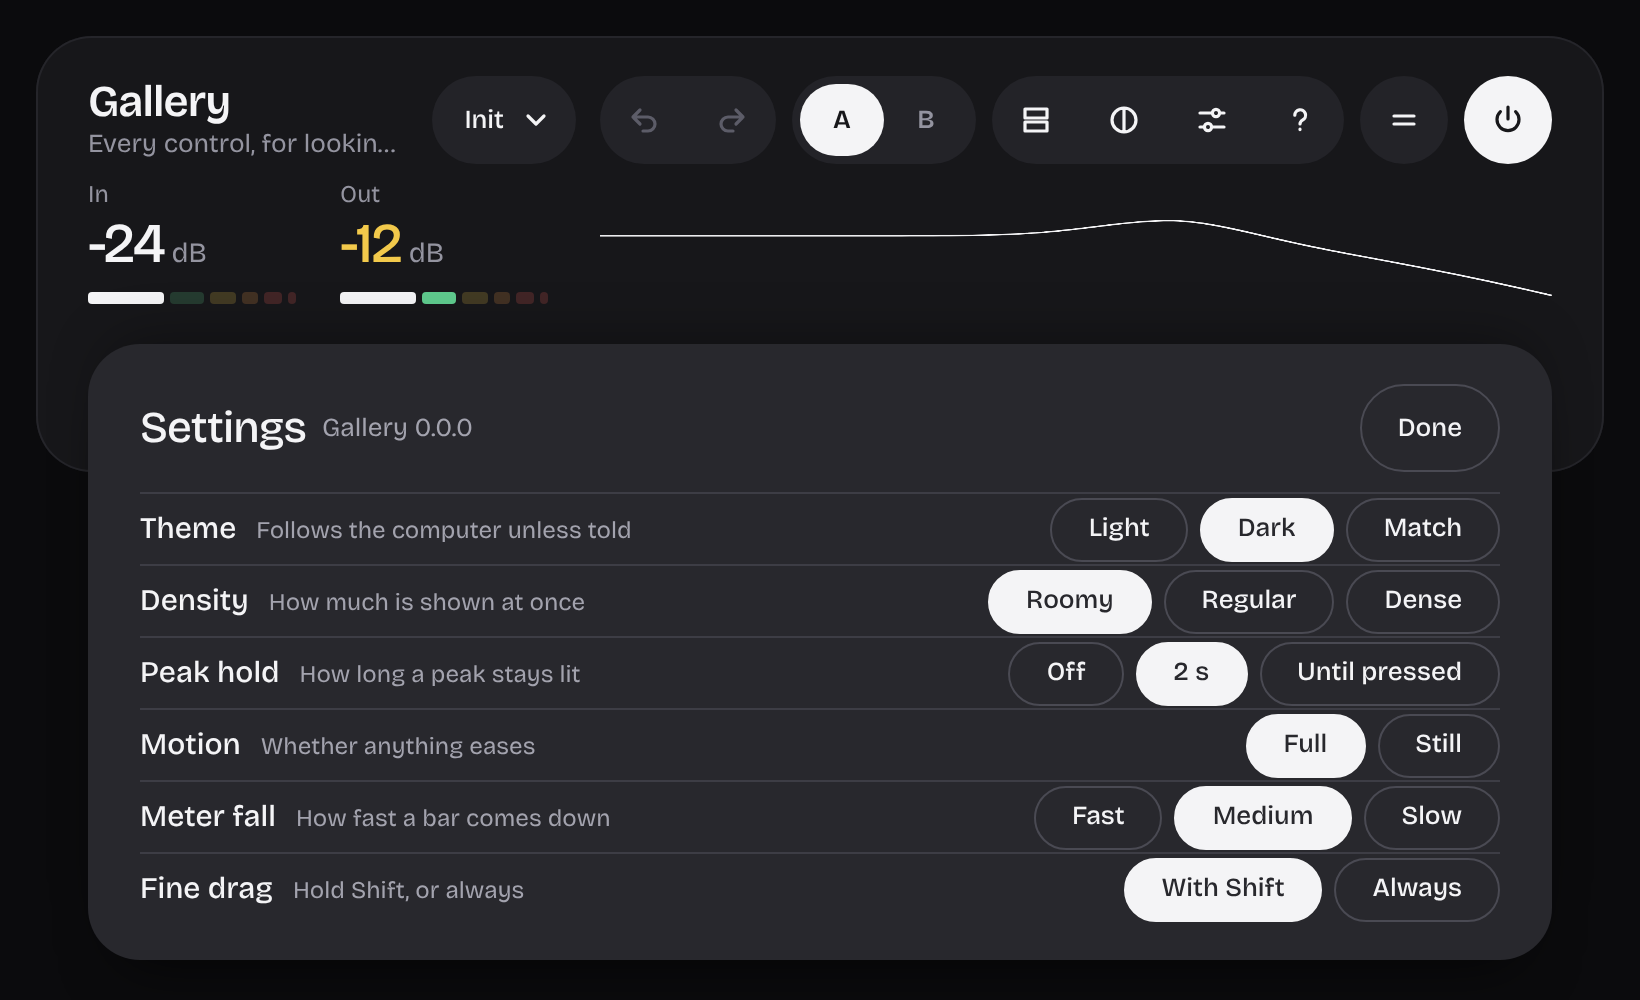 Gallery
Every control, for lookin...
Init
A
B
?
In
-24 dB
Out
-12 dB
Settings Gallery 0.0.0
Done
Theme Follows the computer unless told
Light Dark Match
Density How much is shown at once
Roomy Regular Dense
Peak hold How long a peak stays lit
Off 2 s Until pressed
Motion Whether anything eases
Full Still
Meter fall How fast a bar comes down
Fast Medium Slow
Fine drag Hold Shift, or always
With Shift Always